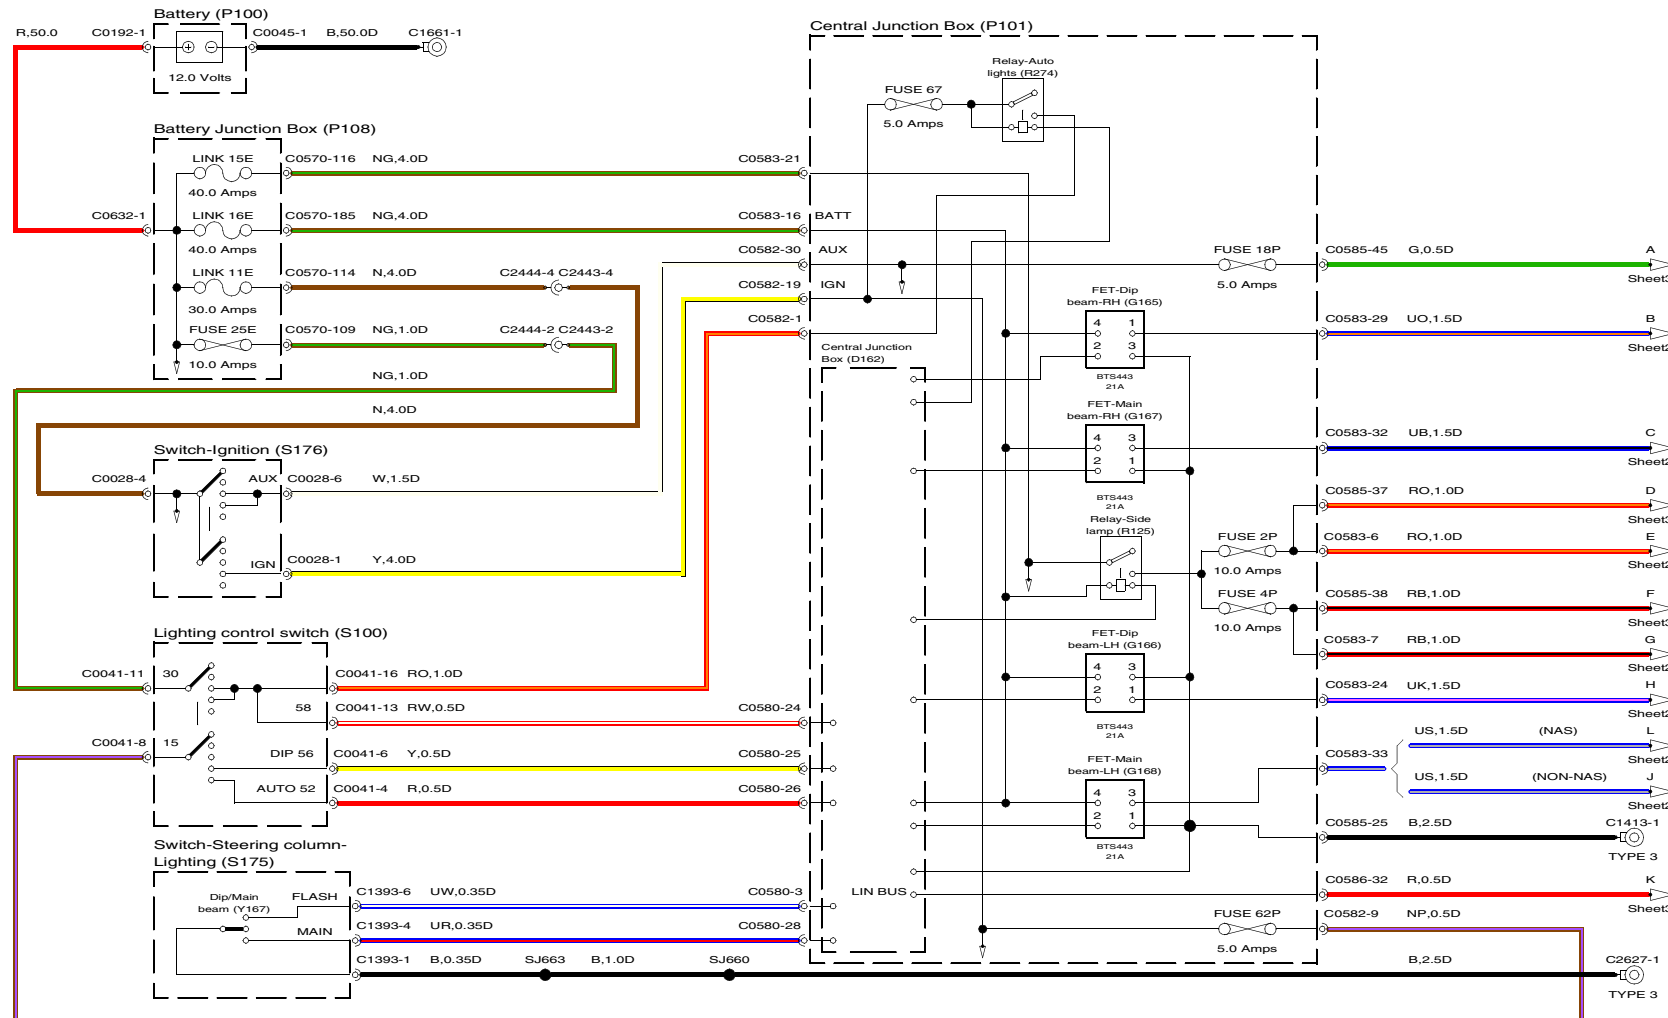 Battery (P100)
R,50.0 C0192-1 C0045-1 B,50.0D C1661-1
12.0 Volts
Battery Junction Box (P108)
LINK 15E C0570-116 NG,4.0D C0583-21
40.0 Amps
C0632-1 LINK 16E C0570-185 NG,4.0D C0583-16 BATT
40.0 Amps
C0582-30 AUX
LINK 11E C0570-114 N,4.0D C2444-4 C2443-4
30.0 Amps
C0582-19 IGN
C0582-1
FUSE 25E C0570-109 NG,1.0D C2444-2 C2443-2
10.0 Amps
NG,1.0D
N,4.0D
Switch-Ignition (S176)
C0028-4 AUX C0028-6 W,1.5D
IGN C0028-1 Y,4.0D
Lighting control switch (S100)
C0041-11 30 C0041-16 RO,1.0D
58 C0041-13 RW,0.5D C0580-24
C0041-8 15
DIP 56 C0041-6 Y,0.5D C0580-25
AUTO 52 C0041-4 R,0.5D C0580-26
Switch-Steering column-
Lighting (S175)
Dip/Main
beam (Y167)
FLASH C1393-6 UW,0.35D C0580-3
MAIN C1393-4 UR,0.35D C0580-28
C1393-1 B,0.35D SJ663 B,1.0D SJ660
Central Junction Box (P101)
Relay-Auto
lights (R274)
FUSE 67
5.0 Amps
FUSE 18P C0585-45 G,0.5D A
5.0 Amps
Sheet3
FET-Dip
beam-RH (G165)
4 1
2 3
BTS443
21A
C0583-29 UO,1.5D B
Sheet2
Central Junction
Box (D162)
FET-Main
beam-RH (G167)
4 3
2 1
BTS443
21A
C0583-32 UB,1.5D C
Sheet2
Relay-Side
lamp (R125)
C0585-37 RO,1.0D D
Sheet3
FUSE 2P C0583-6 RO,1.0D E
10.0 Amps
Sheet2
FUSE 4P C0585-38 RB,1.0D F
10.0 Amps
Sheet3
C0583-7 RB,1.0D G
Sheet2
FET-Dip
beam-LH (G166)
4 3
2 1
BTS443
21A
C0583-24 UK,1.5D H
Sheet2
FET-Main
beam-LH (G168)
4 3
2 1
BTS443
21A
C0583-33 US,1.5D (NAS) L
Sheet2
US,1.5D (NON-NAS) J
Sheet2
C0585-25 B,2.5D C1413-1
TYPE 3
LIN BUS C0586-32 R,0.5D K
Sheet3
FUSE 62P C0582-9 NP,0.5D
5.0 Amps
B,2.5D C2627-1
TYPE 3